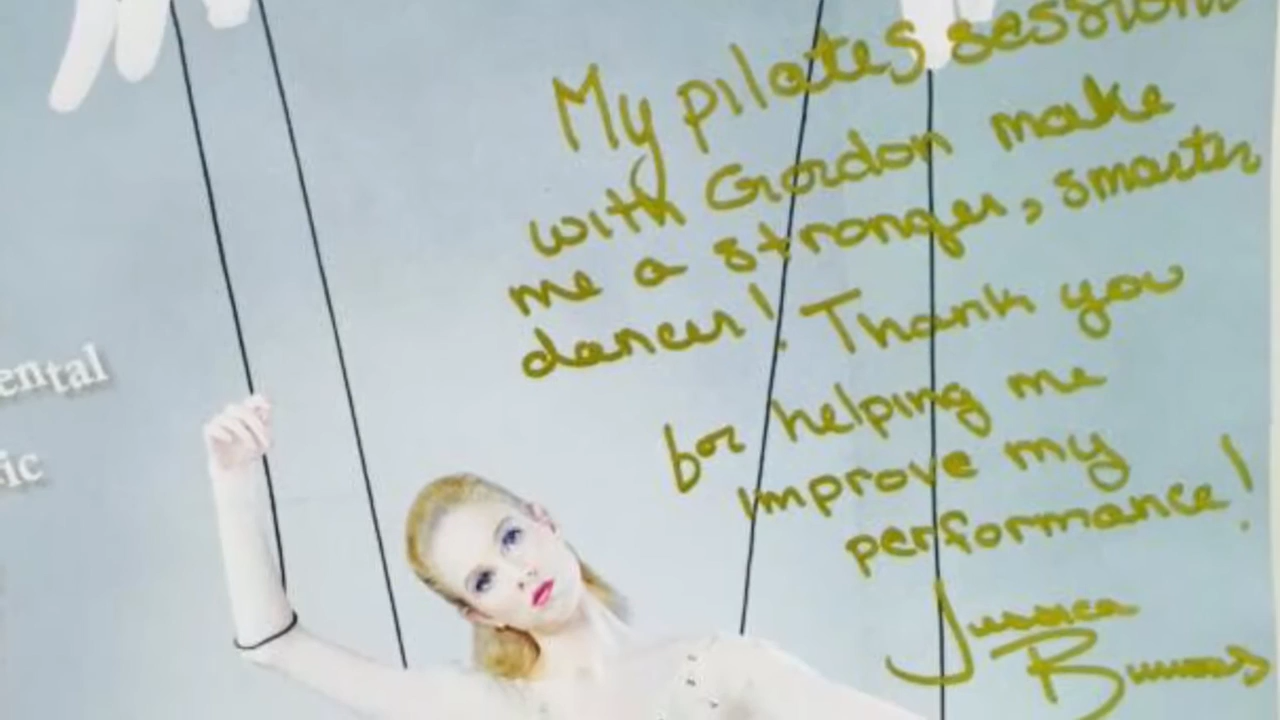 My pilates sessions
with Gordon make
me a stronger, smarter
dancer! Thank you
for helping me
improve my
performance!
Jessica
ental
ic